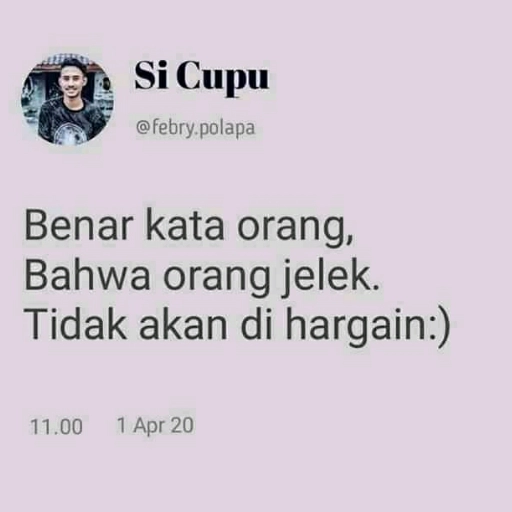 Si Cupu
@febry.polapa
Benar kata orang,
Bahwa orang jelek.
Tidak akan di hargain:)
11.00 1 Apr 20